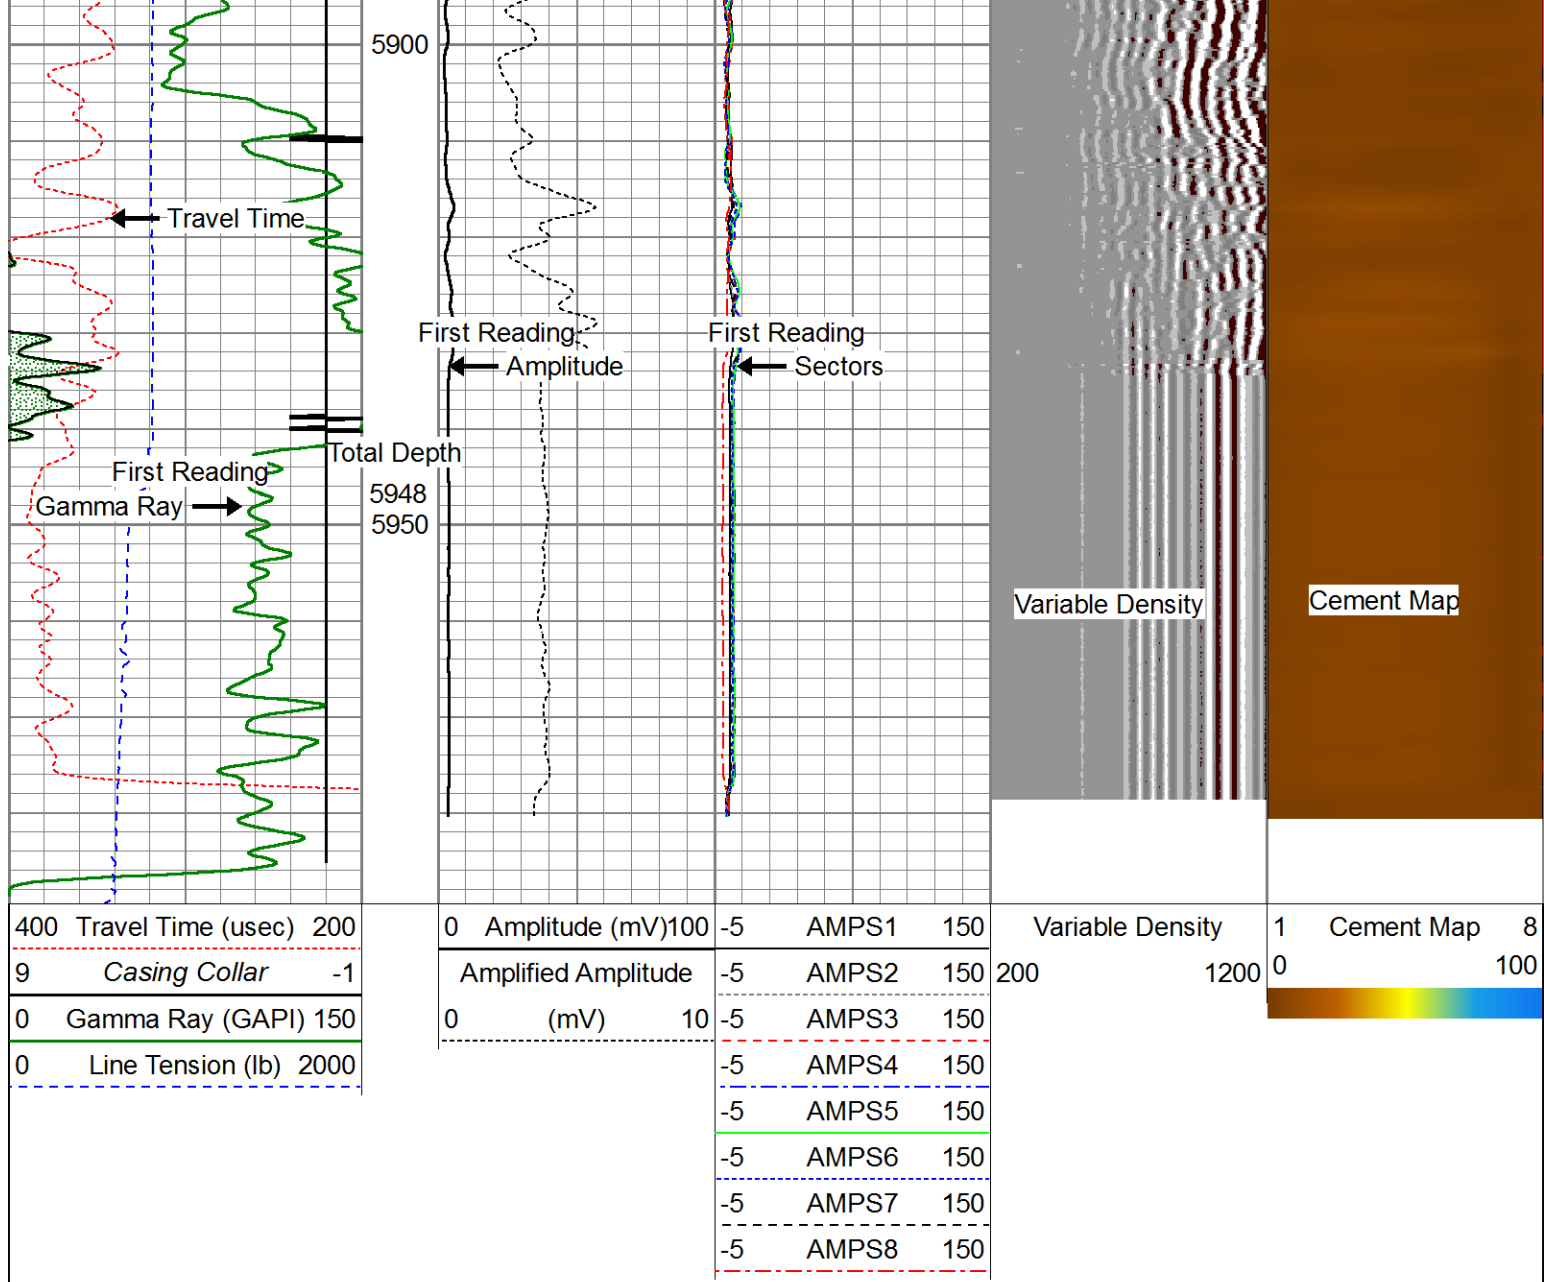 5900
Travel Time
First Reading
Amplitude
First Reading
Sectors
Total Depth
5948
5950
First Reading
Gamma Ray
Variable Density
Cement Map
400 Travel Time (usec) 200
9 Casing Collar -1
0 Gamma Ray (GAPI) 150
0 Line Tension (lb) 2000
0 Amplitude (mV)100
Amplified Amplitude
0 (mV) 10
-5 AMPS1 150
-5 AMPS2 150
-5 AMPS3 150
-5 AMPS4 150
-5 AMPS5 150
-5 AMPS6 150
-5 AMPS7 150
-5 AMPS8 150
Variable Density
200 1200
1 Cement Map 8
0 100